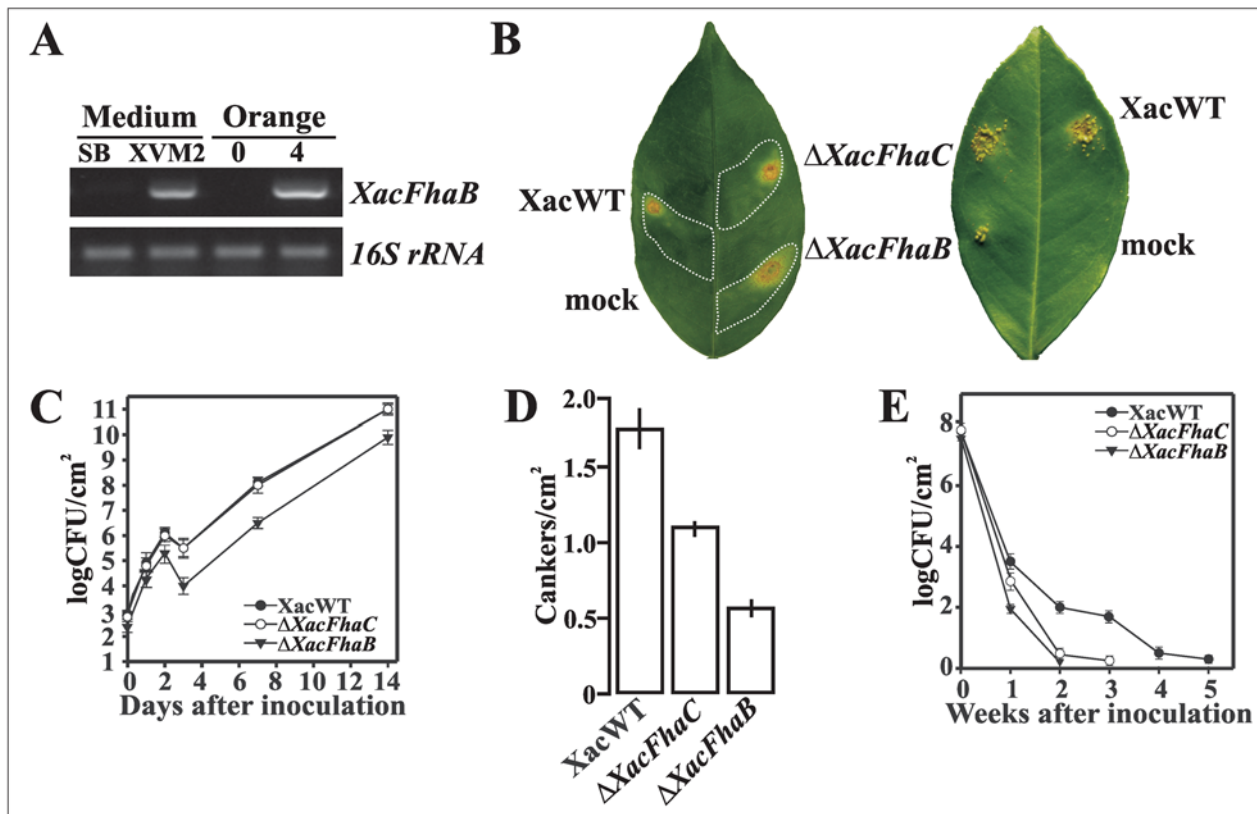 A
Medium Orange
SB XVM2 0 4
XacFhaB
16S rRNA
B
XacWT
mock
ΔXacFhaC
ΔXacFhaB
XacWT
mock
C
logCFU/cm²
11
10
9
8
7
6
5
4
3
2
1
XacWT
ΔXacFhaC
ΔXacFhaB
0 2 4 6 8 10 12 14
Days after inoculation
D
Cankers/cm²
2.0
1.5
1.0
0.5
0
XacWT
ΔXacFhaC
ΔXacFhaB
E
logCFU/cm²
8
6
4
2
0
XacWT
ΔXacFhaC
ΔXacFhaB
0 1 2 3 4 5
Weeks after inoculation